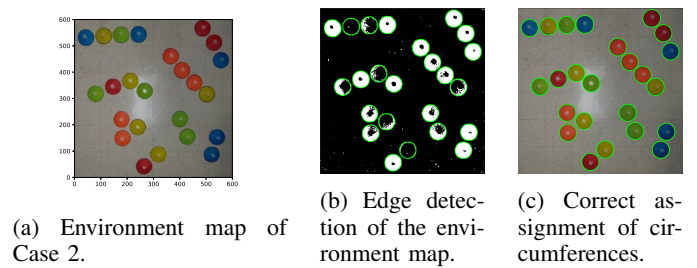 600
500
400
300
200
100
0
0 100 200 300 400 500 600
(a) Environment map of
Case 2.
(b) Edge detec-
tion of the envi-
ronment map.
(c) Correct as-
signment of cir-
cumferences.